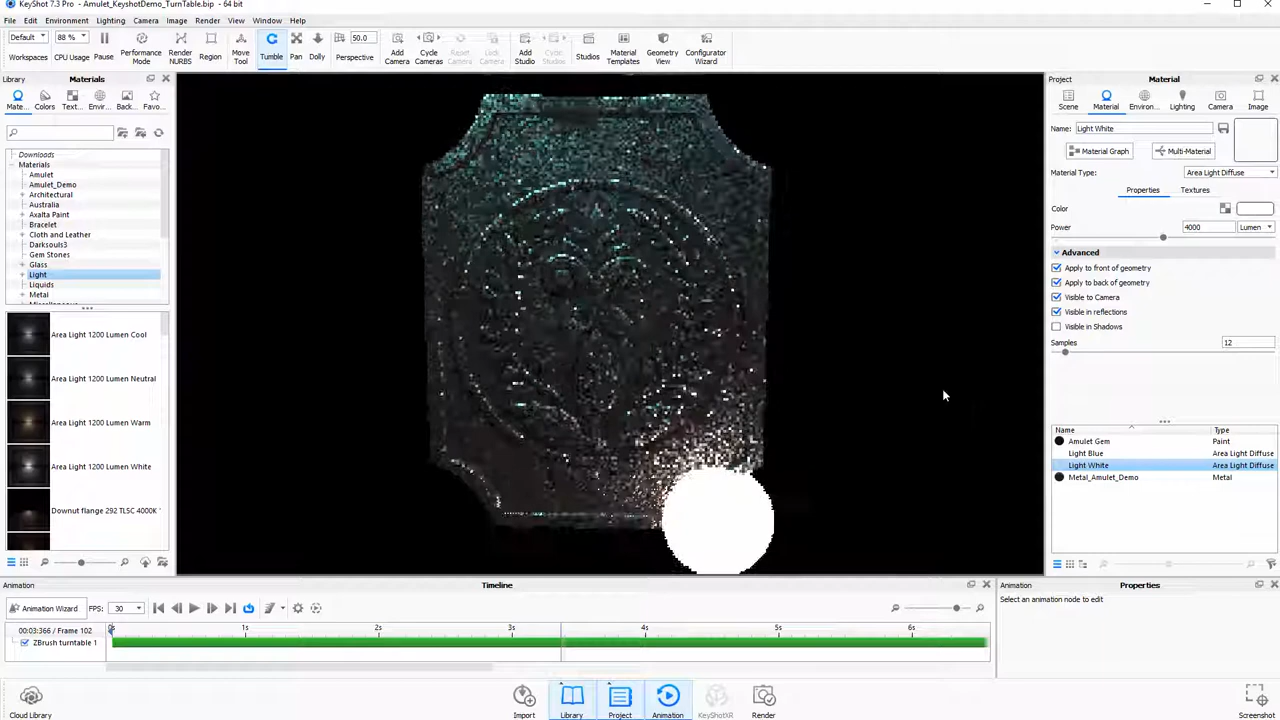 KeyShot 7.3 Pro - Amulet_KeyshotDemo_TurnTable.bip - 64 bit
File Edit Environment Lighting Camera Image Render View Window Help
Default 88 % 50.0
Workspaces CPU Usage Pause Performance Mode Render NURBS Region Move Tool Tumble Pan Dolly Perspective Add Camera Cycle Cameras Reset Camera Lock Camera Add Studio Cycle Studios Studios Material Templates Geometry View Configurator Wizard
Library Materials
Mate... Colors Text... Envir... Back... Favo...
Downloads
Materials
Amulet
Amulet_Demo
Architectural
Australia
Axalta Paint
Bracelet
Cloth and Leather
Darksouls3
Gem Stones
Glass
Light
Liquids
Metal
Area Light 1200 Lumen Cool
Area Light 1200 Lumen Neutral
Area Light 1200 Lumen Warm
Area Light 1200 Lumen White
Downut flange 292 TL5C 4000K
Project Material
Scene Material Environ... Lighting Camera Image
Name: Light White
Material Graph Multi-Material
Material Type: Area Light Diffuse
Properties Textures
Color
Power 4000 Lumen
Advanced
Apply to front of geometry
Apply to back of geometry
Visible to Camera
Visible in reflections
Visible in Shadows
Samples 12
Name Type
Amulet Gem Paint
Light Blue Area Light Diffuse
Light White Area Light Diffuse
Metal_Amulet_Demo Metal
Animation Timeline
Animation Wizard FPS: 30
00:03:366 / Frame 102 0s 1s 2s 3s 4s 5s 6s
ZBrush turntable 1
Animation Properties
Select an animation node to edit
Cloud Library Import Library Project Animation KeyShotXR Render Screenshot